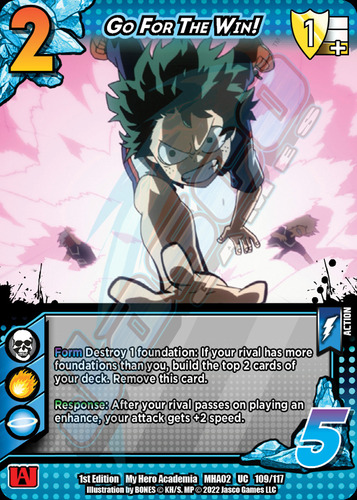 Go For The Win!
2
1
+
ACTION
Form Destroy 1 foundation: If your rival has more
foundations than you, build the top 2 cards of
your deck. Remove this card.
Response: After your rival passes on playing an
enhance, your attack gets +2 speed.
5
1st Edition My Hero Academia MHA02 UC 109/117
Illustration by BONES © KH/S. MP © 2022 Jasco Games LLC